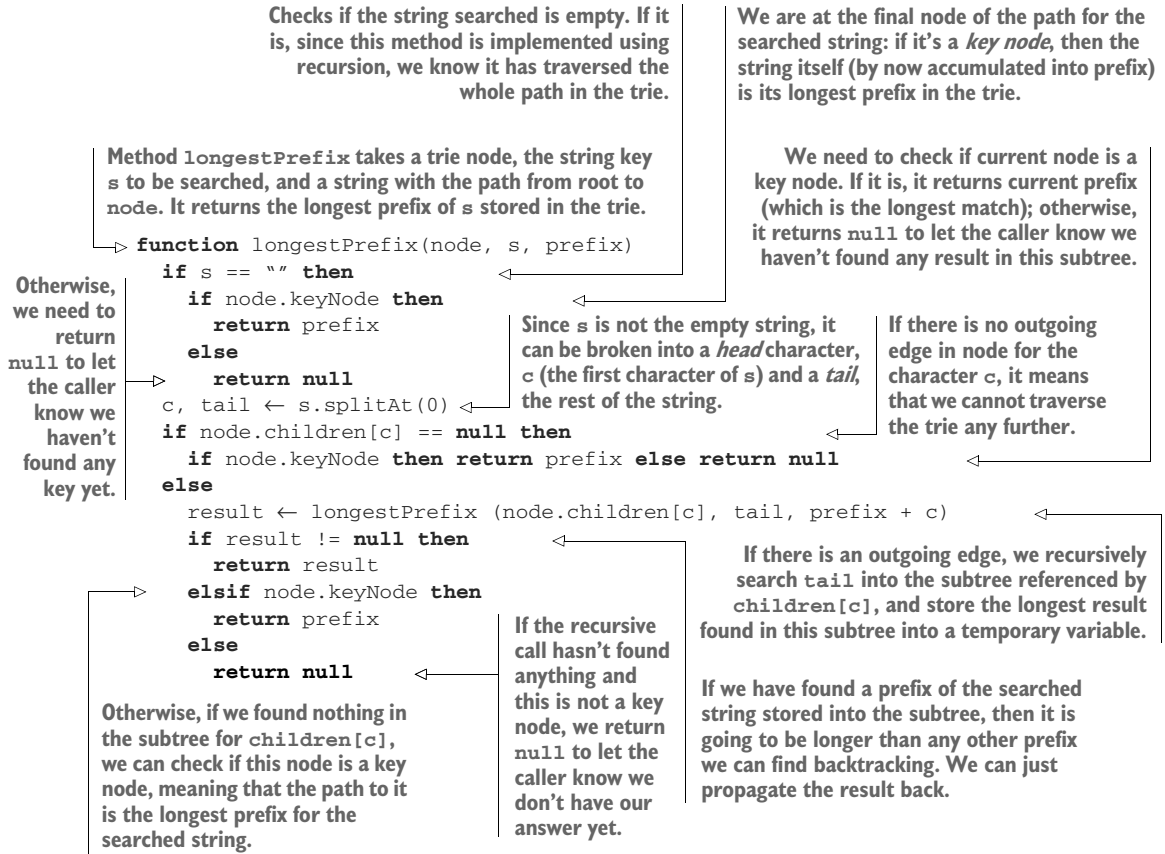 Checks if the string searched is empty. If it
is, since this method is implemented using
recursion, we know it has traversed the
whole path in the trie.
We are at the final node of the path for the
searched string: if it's a key node, then the
string itself (by now accumulated into prefix)
is its longest prefix in the trie.
Method longestPrefix takes a trie node, the string key
s to be searched, and a string with the path from root to
node. It returns the longest prefix of s stored in the trie.
We need to check if current node is a
key node. If it is, it returns current prefix
(which is the longest match); otherwise,
it returns null to let the caller know we
haven't found any result in this subtree.
function longestPrefix(node, s, prefix)
if s == “” then
if node.keyNode then
return prefix
else
return null
c, tail ← s.splitAt(0)
if node.children[c] == null then
if node.keyNode then return prefix else return null
else
result ← longestPrefix (node.children[c], tail, prefix + c)
if result != null then
return result
elsif node.keyNode then
return prefix
else
return null
Otherwise,
we need to
return
null to let
the caller
know we
haven't
found any
key yet.
Since s is not the empty string, it
can be broken into a head character,
c (the first character of s) and a tail,
the rest of the string.
If there is no outgoing
edge in node for the
character c, it means
that we cannot traverse
the trie any further.
If there is an outgoing edge, we recursively
search tail into the subtree referenced by
children[c], and store the longest result
found in this subtree into a temporary variable.
If the recursive
call hasn't found
anything and
this is not a key
node, we return
null to let the
caller know we
don't have our
answer yet.
If we have found a prefix of the searched
string stored into the subtree, then it is
going to be longer than any other prefix
we can find backtracking. We can just
propagate the result back.
Otherwise, if we found nothing in
the subtree for children[c],
we can check if this node is a key
node, meaning that the path to it
is the longest prefix for the
searched string.